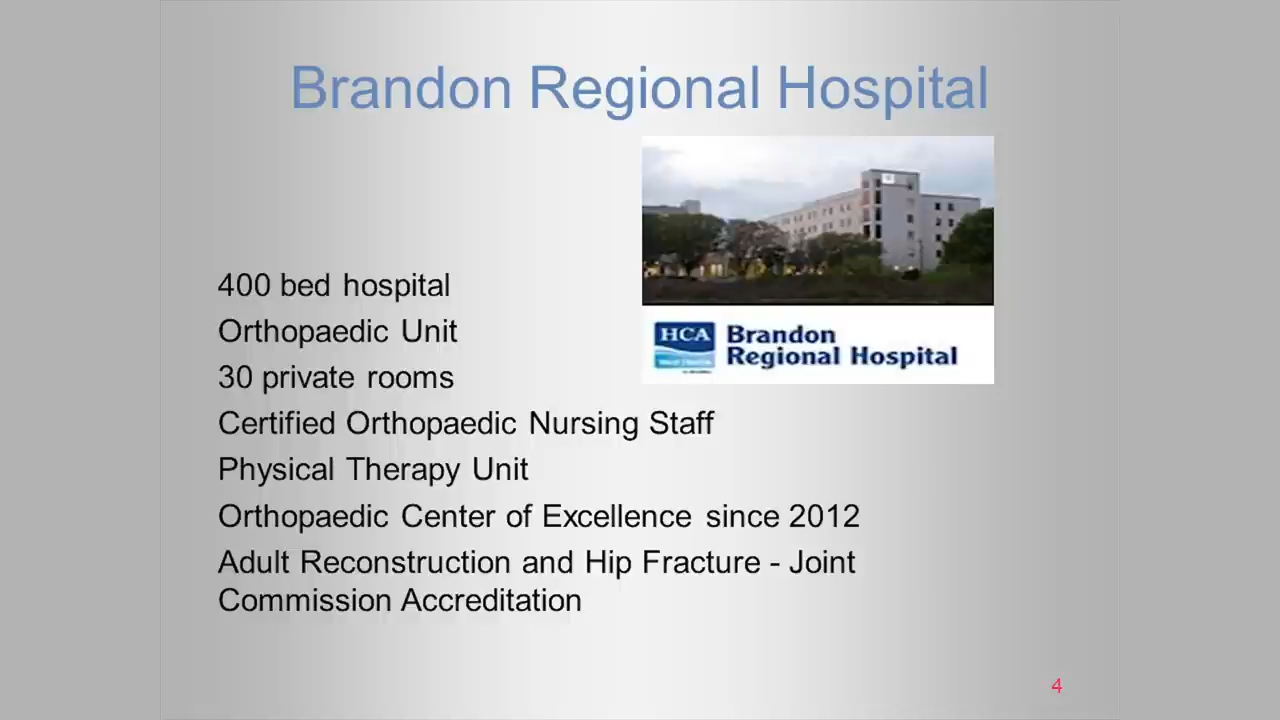 Brandon Regional Hospital
400 bed hospital
Orthopaedic Unit
30 private rooms
Certified Orthopaedic Nursing Staff
Physical Therapy Unit
Orthopaedic Center of Excellence since 2012
Adult Reconstruction and Hip Fracture - Joint
Commission Accreditation
HCA
Brandon
Regional Hospital
4